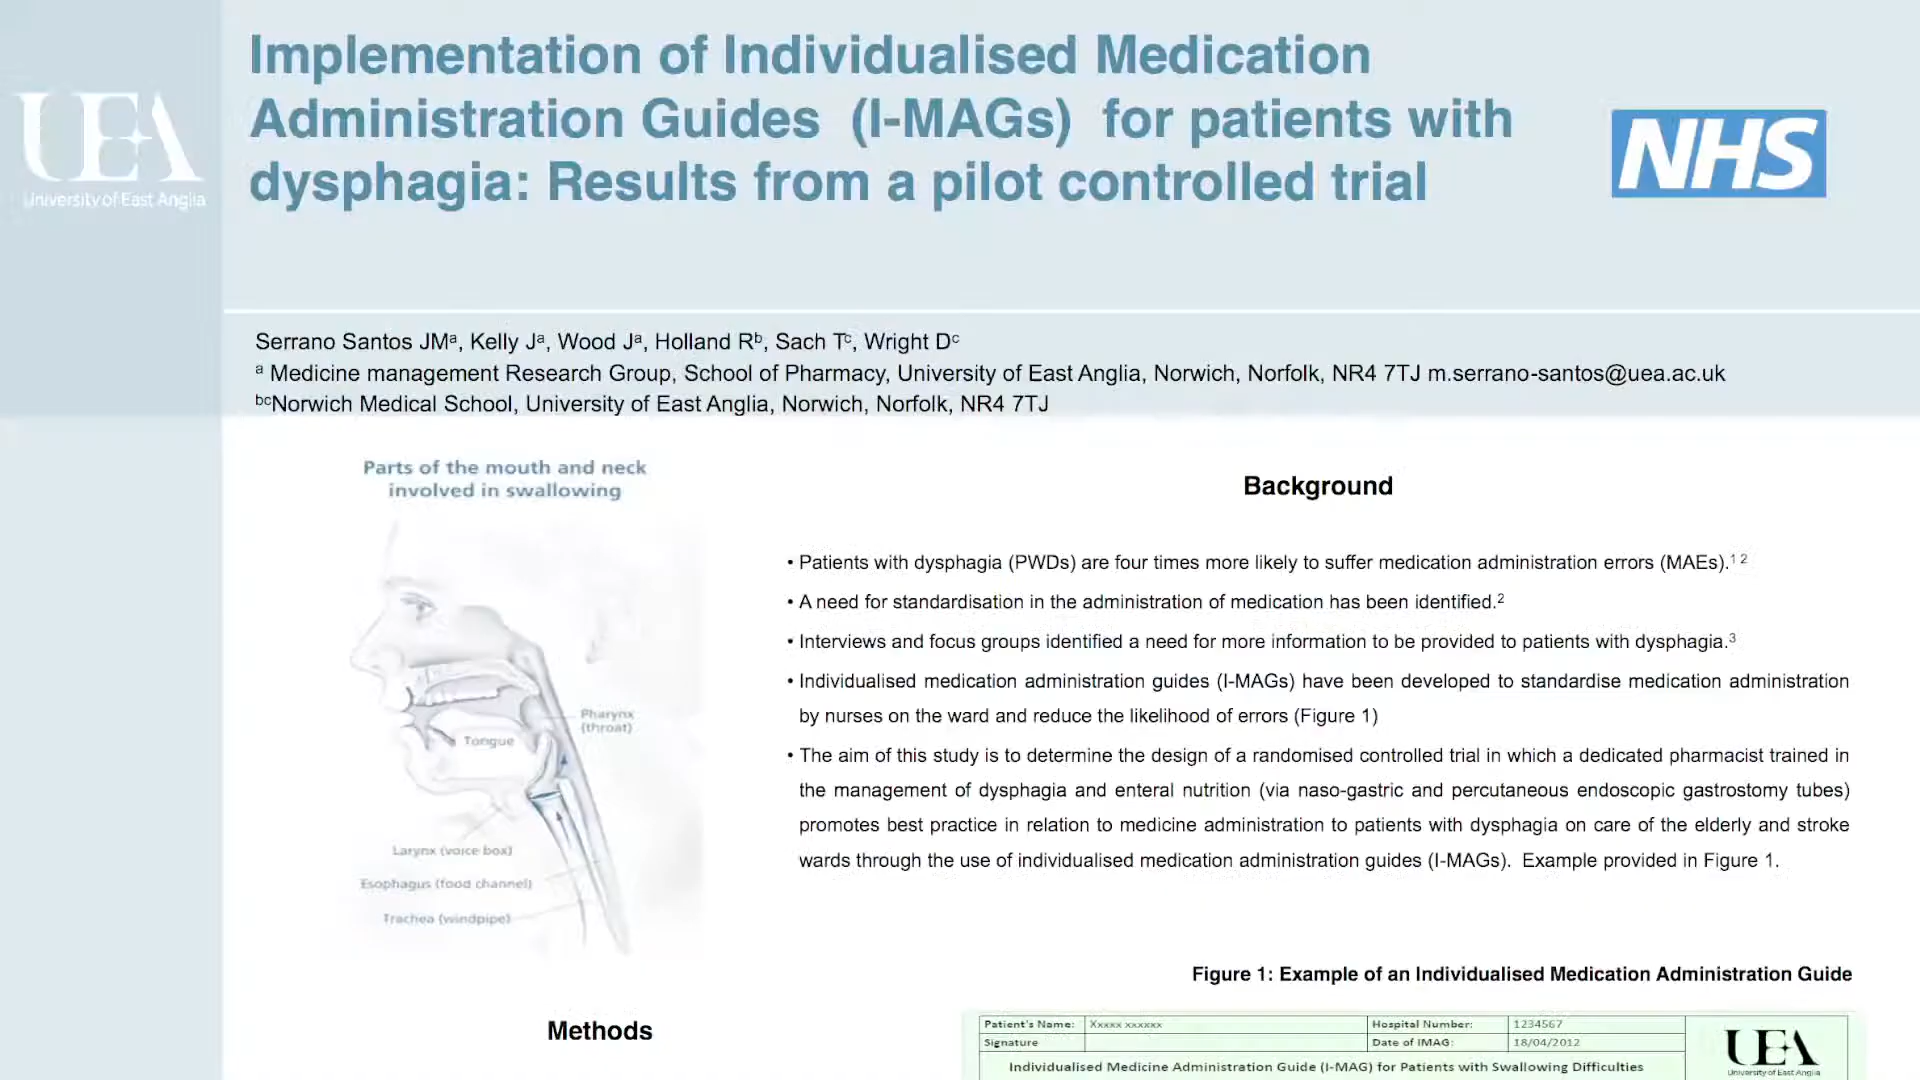 Implementation of Individualised Medication
Administration Guides (I-MAGs) for patients with
dysphagia: Results from a pilot controlled trial
UEA
University of East Anglia
NHS
Serrano Santos JMᵃ, Kelly Jᵃ, Wood Jᵃ, Holland Rᵇ, Sach Tᶜ, Wright Dᶜ
ᵃ Medicine management Research Group, School of Pharmacy, University of East Anglia, Norwich, Norfolk, NR4 7TJ m.serrano-santos@uea.ac.uk
ᵇᶜNorwich Medical School, University of East Anglia, Norwich, Norfolk, NR4 7TJ
Parts of the mouth and neck
involved in swallowing
Pharynx
(throat)
Tongue
Larynx (voice box)
Esophagus (food channel)
Trachea (windpipe)
Background
• Patients with dysphagia (PWDs) are four times more likely to suffer medication administration errors (MAEs).¹ ²
• A need for standardisation in the administration of medication has been identified.²
• Interviews and focus groups identified a need for more information to be provided to patients with dysphagia.³
• Individualised medication administration guides (I-MAGs) have been developed to standardise medication administration
by nurses on the ward and reduce the likelihood of errors (Figure 1)
• The aim of this study is to determine the design of a randomised controlled trial in which a dedicated pharmacist trained in
the management of dysphagia and enteral nutrition (via naso-gastric and percutaneous endoscopic gastrostomy tubes)
promotes best practice in relation to medicine administration to patients with dysphagia on care of the elderly and stroke
wards through the use of individualised medication administration guides (I-MAGs). Example provided in Figure 1.
Methods
Figure 1: Example of an Individualised Medication Administration Guide
Patient's Name: Xxxxx xxxxxx Hospital Number: 1234567
Signature Date of IMAG: 18/04/2012
Individualised Medicine Administration Guide (I-MAG) for Patients with Swallowing Difficulties
UEA
University of East Anglia